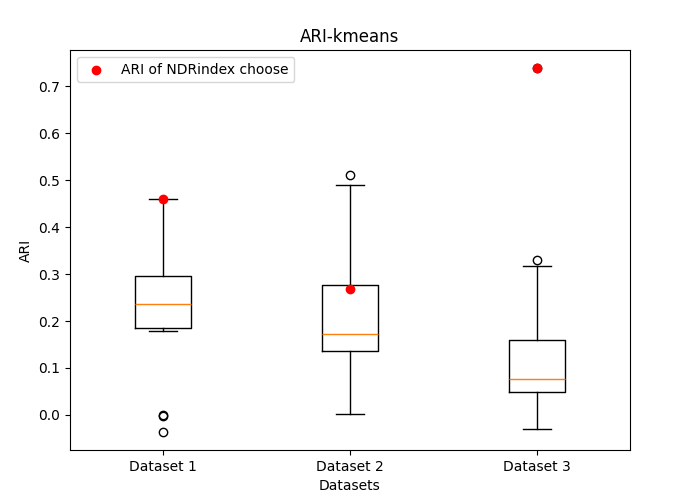 ARI-kmeans
ARI of NDRindex choose
0.7
0.6
0.5
0.4
0.3
0.2
0.1
0.0
ARI
Dataset 1
Dataset 2
Dataset 3
Datasets